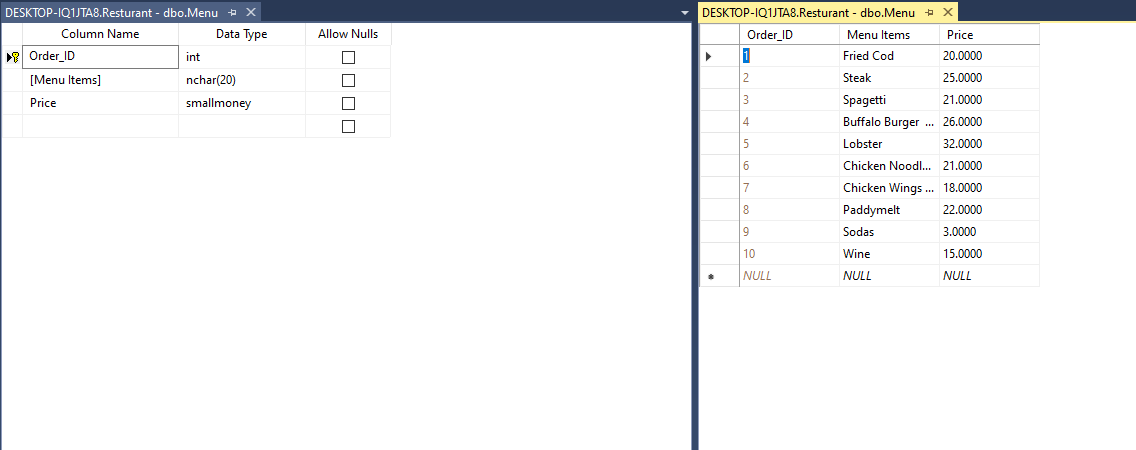 DESKTOP-IQ1JTA8.Resturant - dbo.Menu
Column Name Data Type Allow Nulls
Order_ID int
[Menu Items] nchar(20)
Price smallmoney
DESKTOP-IQ1JTA8.Resturant - dbo.Menu
Order_ID Menu Items Price
1 Fried Cod 20.0000
2 Steak 25.0000
3 Spagetti 21.0000
4 Buffalo Burger ... 26.0000
5 Lobster 32.0000
6 Chicken Noodl... 21.0000
7 Chicken Wings ... 18.0000
8 Paddymelt 22.0000
9 Sodas 3.0000
10 Wine 15.0000
NULL NULL NULL